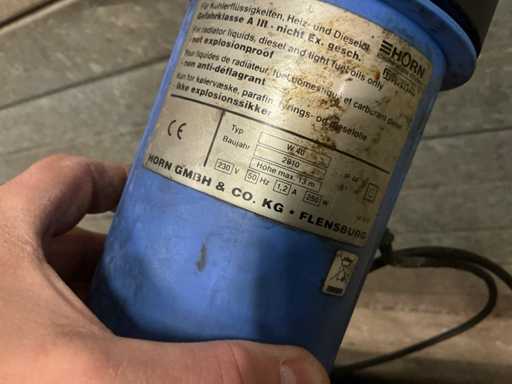 Für Kühlerflüssigkeiten, Heiz- und Dieselöl
Gefahrklasse A III - nicht Ex. gesch.
For radiator liquids, diesel and light fuel oils only
- not explosionproof
Pour liquides de radiateur, fuel domestique et carburant diesel
- non anti-déflagrant
Kun for kølervæske, parafin, fyrings- og dieselolie
- ikke explosionssikker
HORN
CE
Typ W 40
Baujahr 2810
Höhe max. 13 m
230 V 50 Hz 1,2 A 250 W
HORN GMBH & CO. KG · FLENSBURG